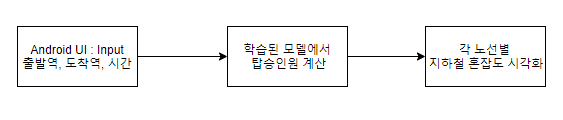 Android UI : Input
출발역, 도착역, 시간
학습된 모델에서
탑승인원 계산
각 노선별
지하철 혼잡도 시각화